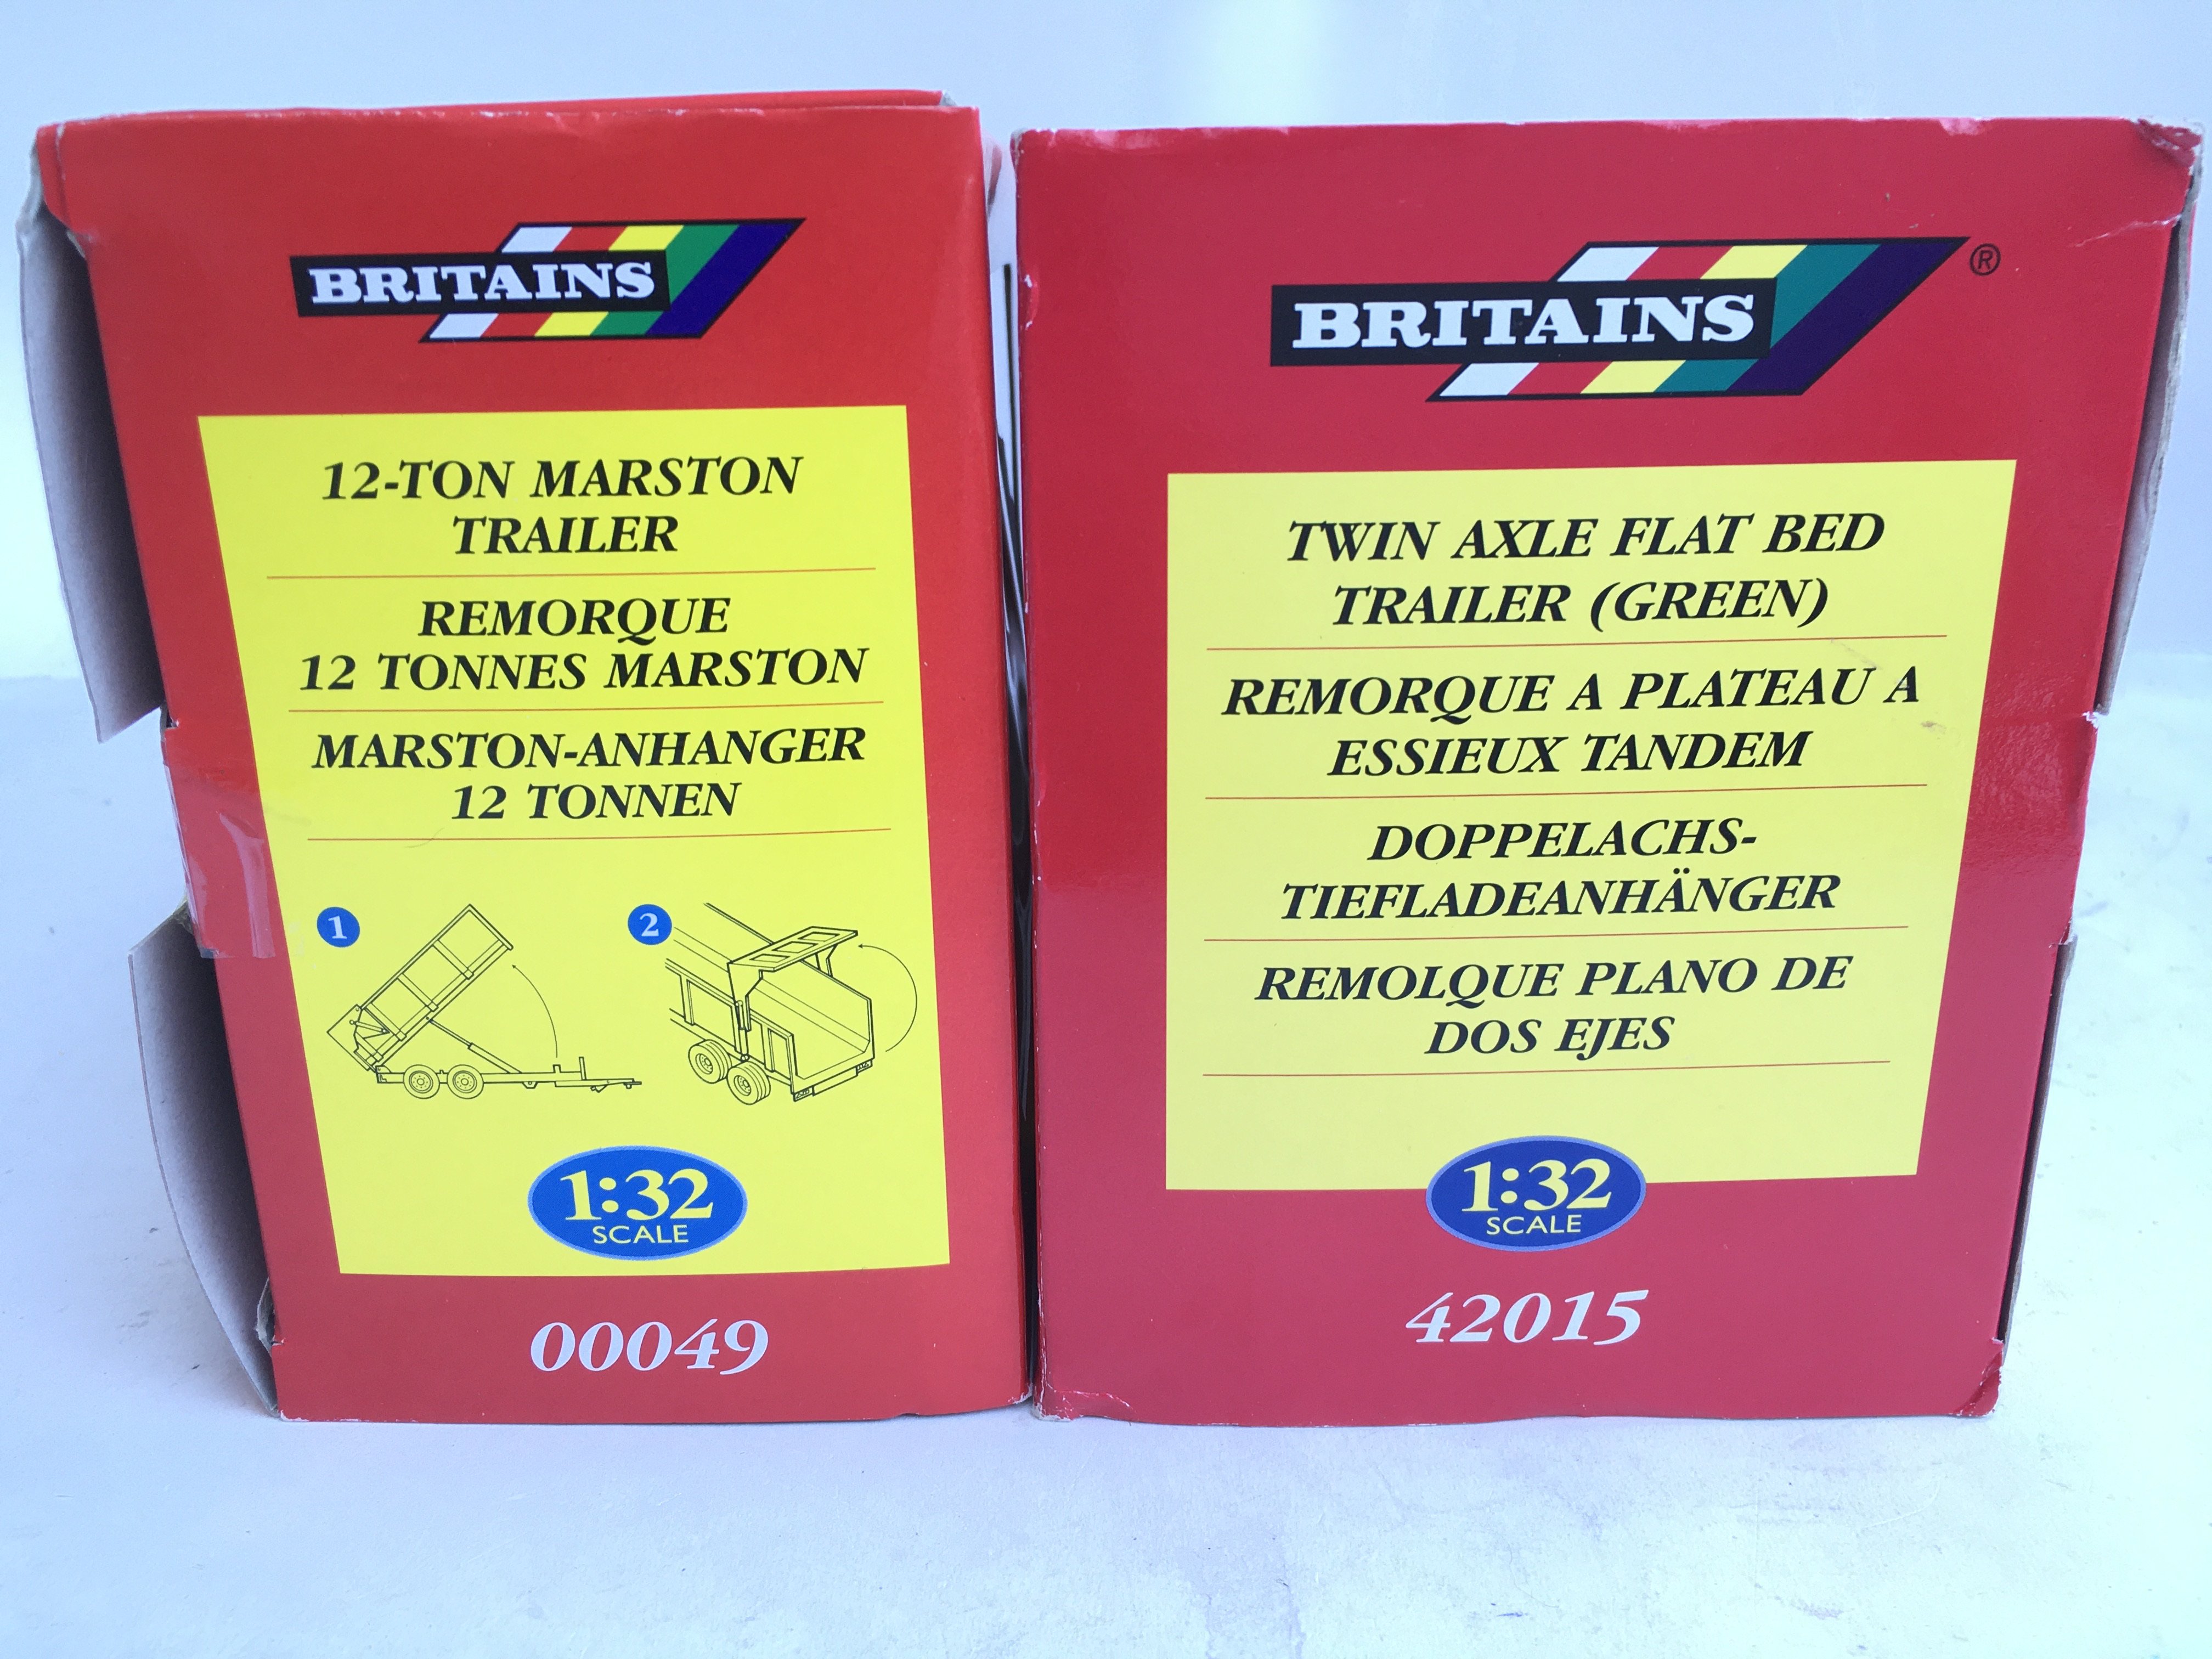 BRITAINS
12-TON MARSTON
TRAILER
REMORQUE
12 TONNES MARSTON
MARSTON-ANHANGER
12 TONNEN
1
2
1:32
SCALE
00049
BRITAINS ®
TWIN AXLE FLAT BED
TRAILER (GREEN)
REMORQUE A PLATEAU A
ESSIEUX TANDEM
DOPPELACHS-
TIEFLADEANHÄNGER
REMOLQUE PLANO DE
DOS EJES
1:32
SCALE
42015